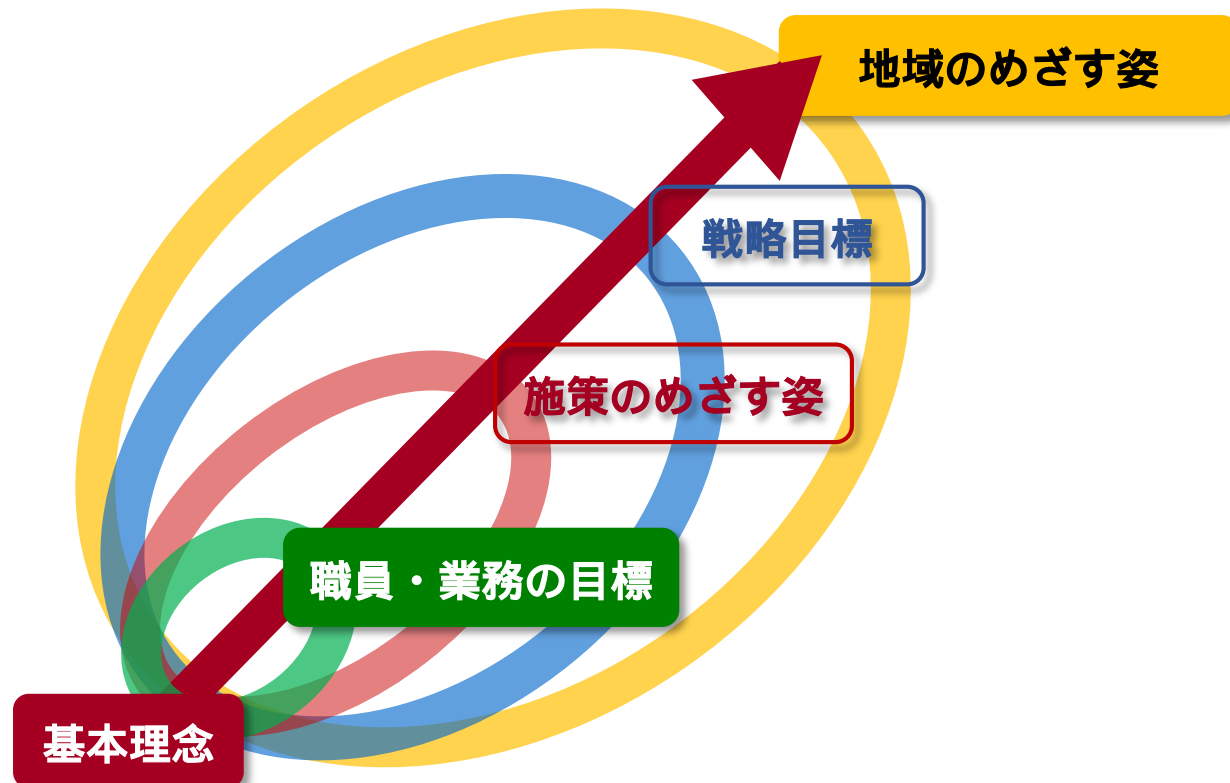 地域のめざす姿
戦略目標
施策のめざす姿
職員・業務の目標
基本理念